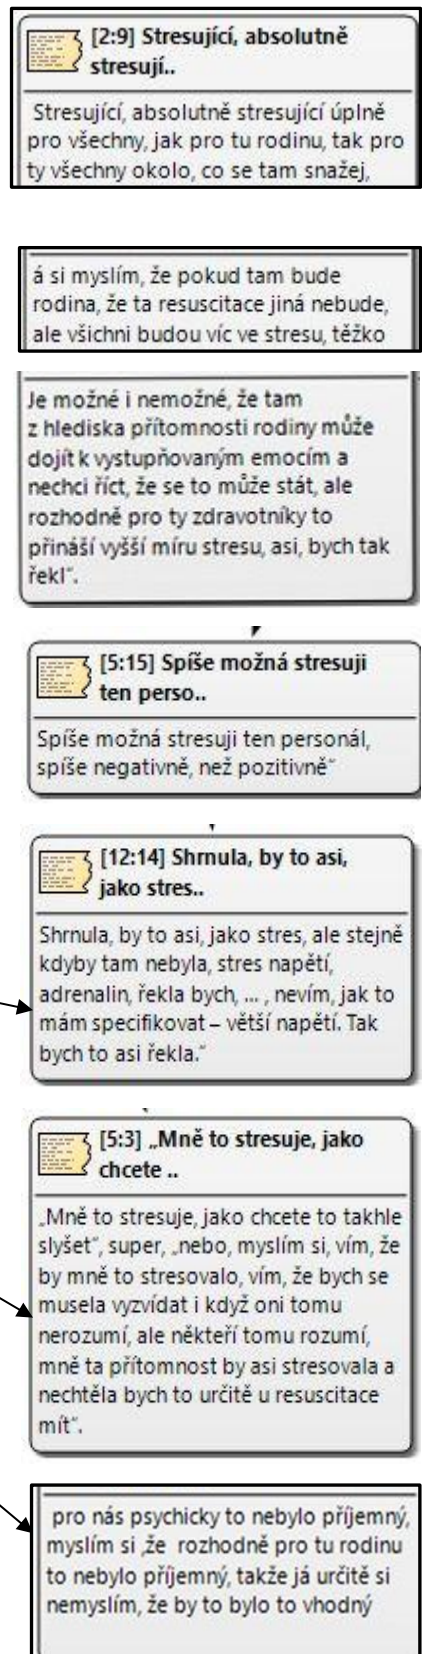 [2:9] Stresující, absolutně
stresují..
Stresující, absolutně stresující úplně
pro všechny, jak pro tu rodinu, tak pro
ty všechny okolo, co se tam snažej,
á si myslím, že pokud tam bude
rodina, že ta resuscitace jiná nebude,
ale všichni budou víc ve stresu, těžko
Je možné i nemožné, že tam
z hlediska přítomnosti rodiny může
dojít k vystupňovaným emocím a
nechci říct, že se to může stát, ale
rozhodně pro ty zdravotníky to
přináší vyšší míru stresu, asi, bych tak
řekl".
[5:15] Spíše možná stresuji
ten perso..
Spíše možná stresuji ten personál,
spíše negativně, než pozitivně"
[12:14] Shrnula, by to asi,
jako stres..
Shrnula, by to asi, jako stres, ale stejně
kdyby tam nebyla, stres napětí,
adrenalin, řekla bych, ... , nevím, jak to
mám specifikovat – větší napětí. Tak
bych to asi řekla."
[5:3] „Mně to stresuje, jako
chcete ..
„Mně to stresuje, jako chcete to takhle
slyšet", super, „nebo, myslím si, vím, že
by mně to stresovalo, vím, že bych se
musela vyzvídat i když oni tomu
nerozumí, ale někteří tomu rozumí,
mně ta přítomnost by asi stresovala a
nechtěla bych to určitě u resuscitace
mít".
pro nás psychicky to nebylo příjemný,
myslím si ,že rozhodně pro tu rodinu
to nebylo příjemný, takže já určitě si
nemyslím, že by to bylo to vhodný